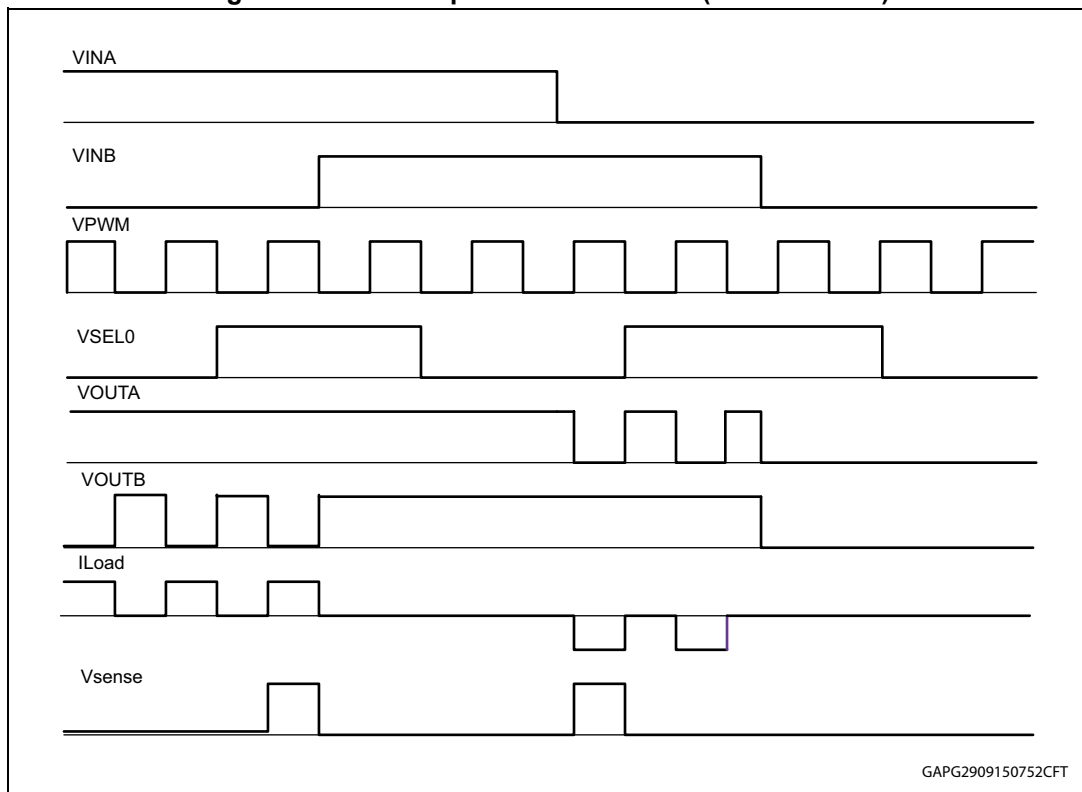 VINA
VINB
VPWM
VSEL0
VOUTA
VOUTB
ILoad
Vsense
GAPG2909150752CFT